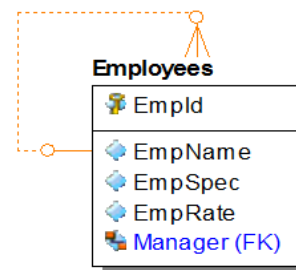 Employees
EmpId
EmpName
EmpSpec
EmpRate
Manager (FK)